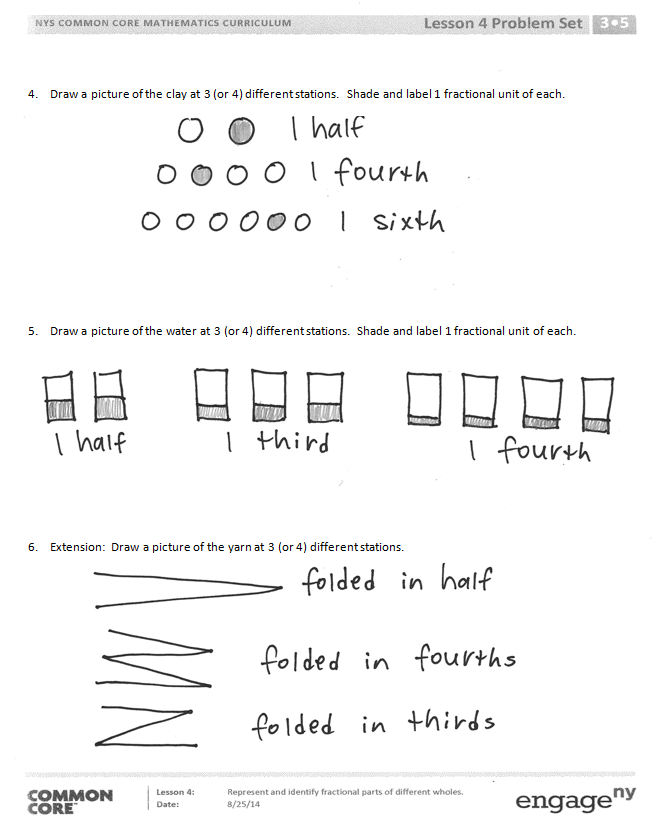 NYS COMMON CORE MATHEMATICS CURRICULUM Lesson 4 Problem Set 3•5
4. Draw a picture of the clay at 3 (or 4) different stations. Shade and label 1 fractional unit of each.
1 half
1 fourth
1 sixth
5. Draw a picture of the water at 3 (or 4) different stations. Shade and label 1 fractional unit of each.
1 half 1 third 1 fourth
6. Extension: Draw a picture of the yarn at 3 (or 4) different stations.
folded in half
folded in fourths
folded in thirds
COMMON CORE™
Lesson 4: Represent and identify fractional parts of different wholes.
Date: 8/25/14
engage ny